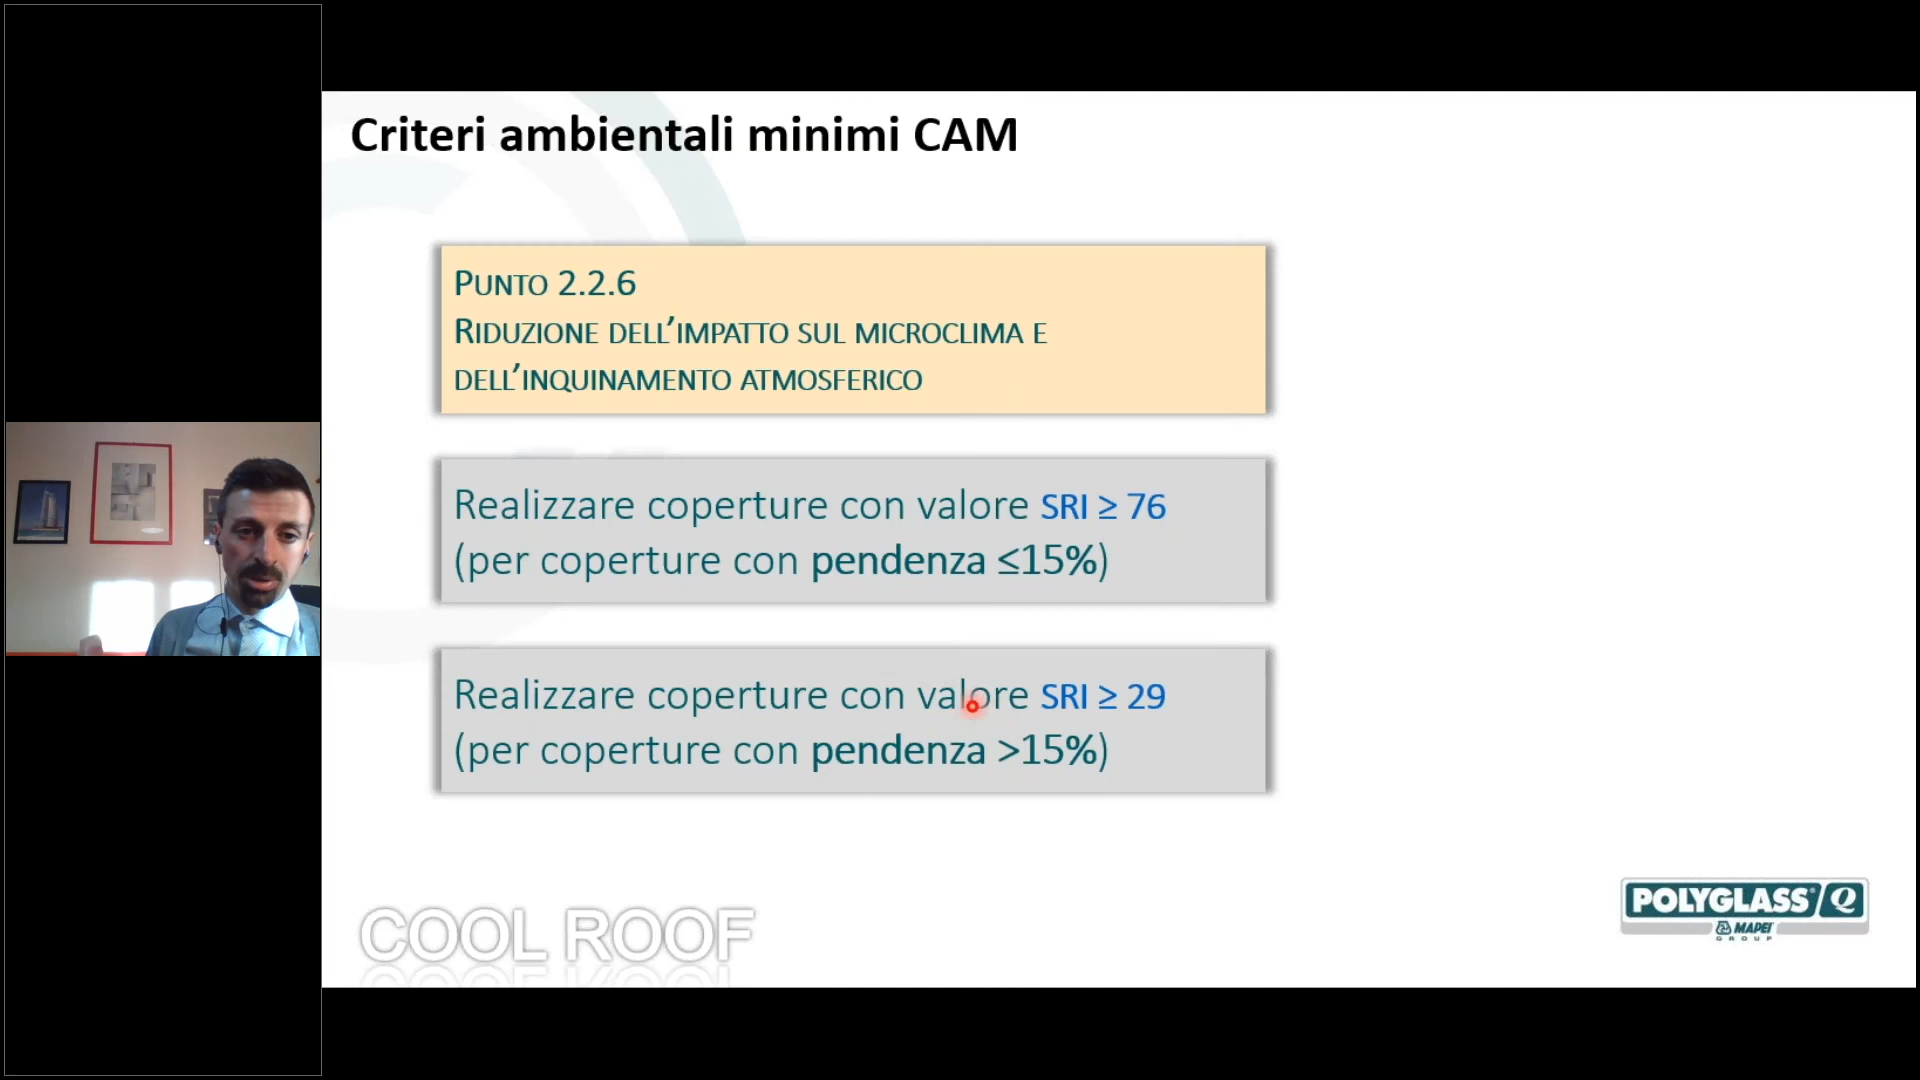 Criteri ambientali minimi CAM
Punto 2.2.6
Riduzione dell'impatto sul microclima e
dell'inquinamento atmosferico
Realizzare coperture con valore SRI ≥ 76
(per coperture con pendenza ≤15%)
Realizzare coperture con valore SRI ≥ 29
(per coperture con pendenza >15%)
COOL ROOF
POLYGLASS® Q
MAPEI
GROUP